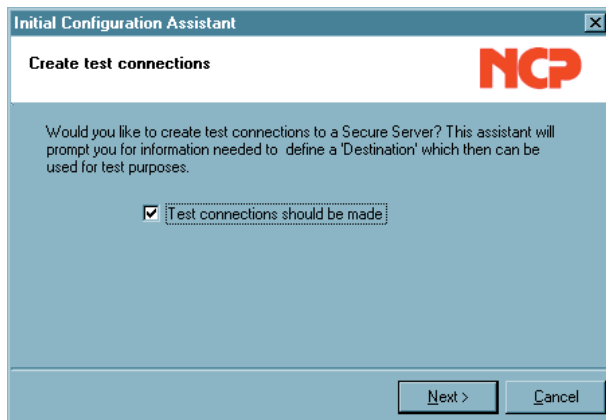 Initial Configuration Assistant
Create test connections
NCP
Would you like to create test connections to a Secure Server? This assistant will
prompt you for information needed to define a 'Destination' which then can be
used for test purposes.
Test connections should be made
Next >
Cancel